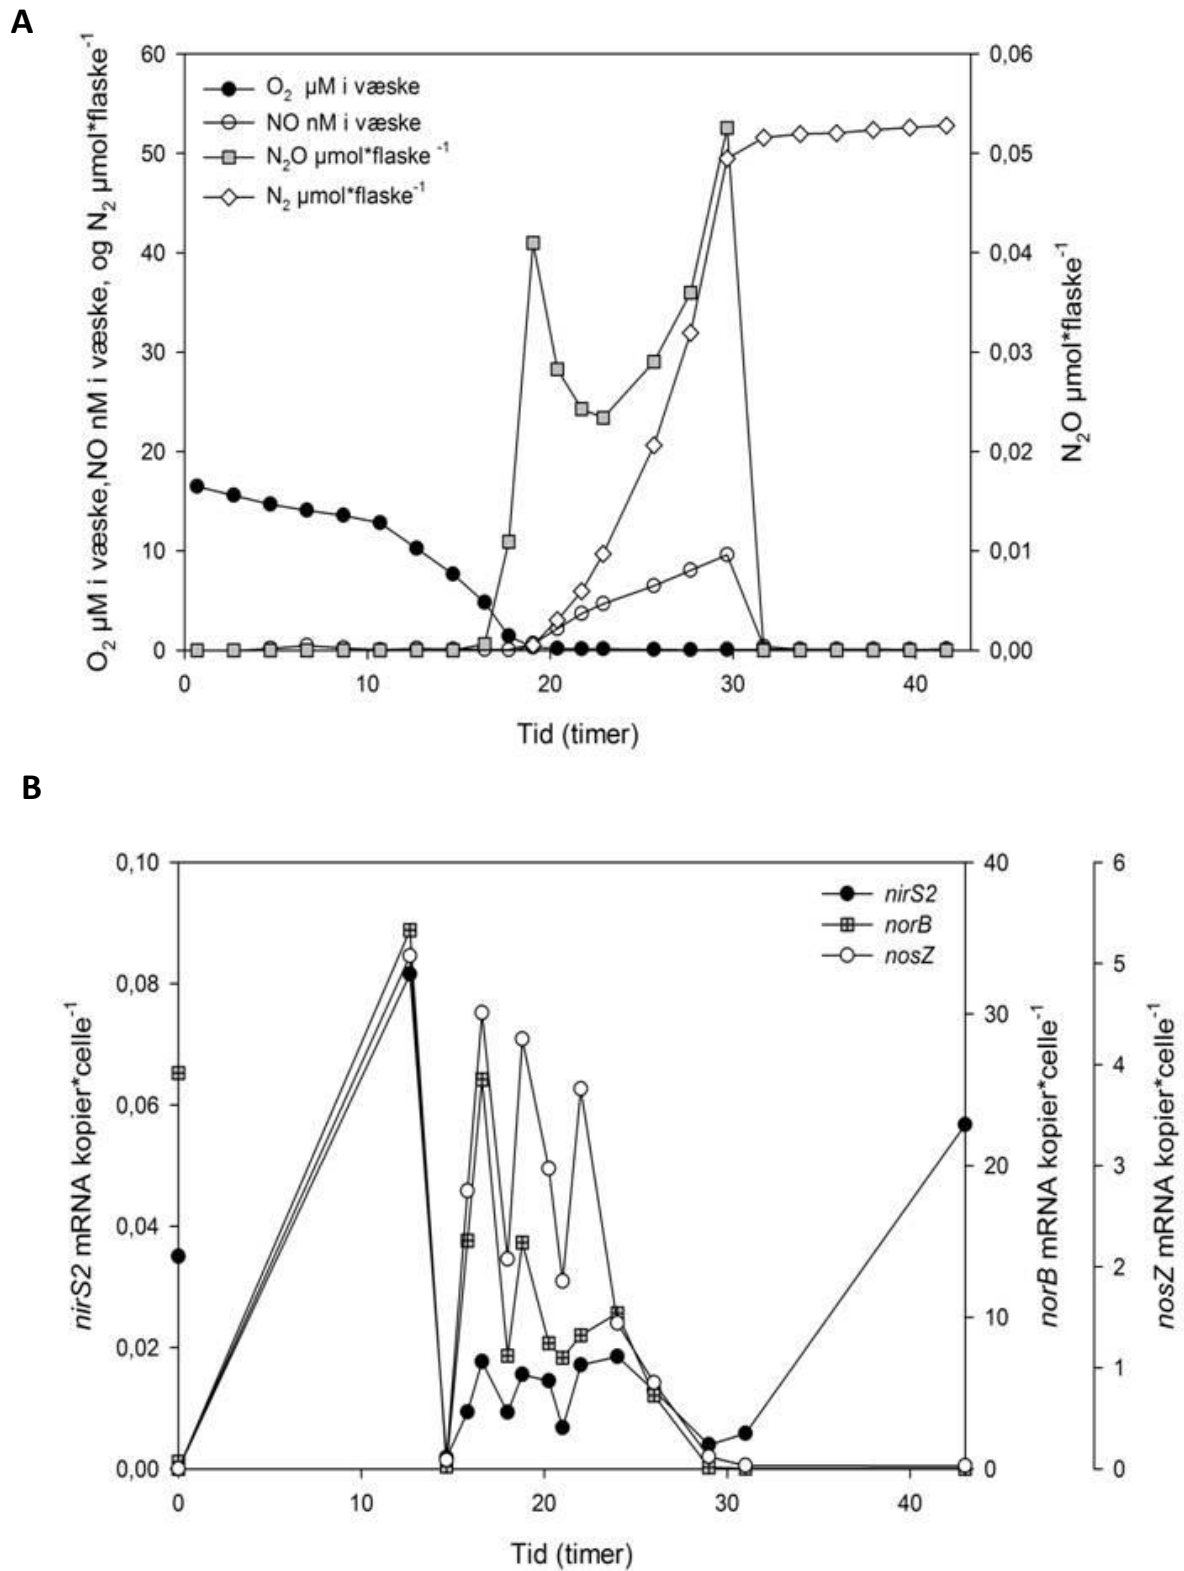 A
O₂ µM i væske,NO nM i væske, og N₂ µmol*flaske⁻¹
60
50
40
30
20
10
0
O₂ µM i væske
NO nM i væske
N₂O µmol*flaske ⁻¹
N₂ µmol*flaske⁻¹
0,06
0,05
0,04
0,03
0,02
0,01
0,00
N₂O µmol*flaske⁻¹
0 10 20 30 40
Tid (timer)
B
nirS2 mRNA kopier*celle⁻¹
0,10
0,08
0,06
0,04
0,02
0,00
nirS2
norB
nosZ
40
30
20
10
0
norB mRNA kopier*celle⁻¹
6
5
4
3
2
1
0
nosZ mRNA kopier*celle⁻¹
0 10 20 30 40
Tid (timer)